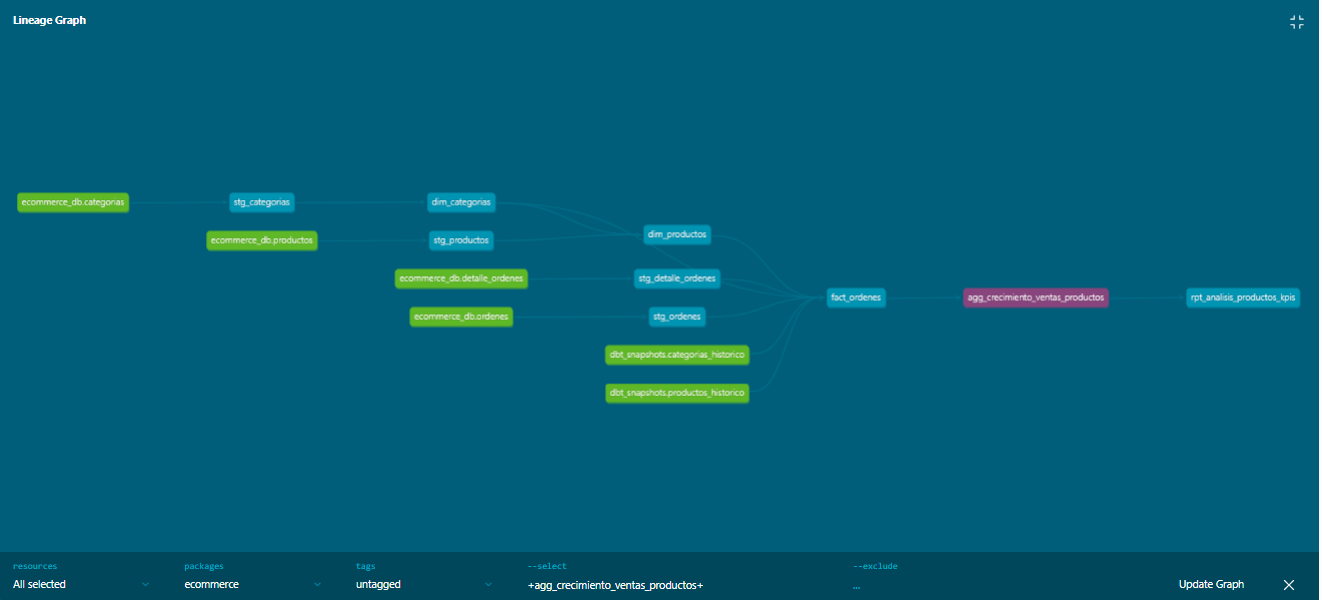 Lineage Graph
ecommerce_db.categorias
stg_categorias
dim_categorias
dim_productos
ecommerce_db.productos
stg_productos
ecommerce_db.detalle_ordenes
stg_detalle_ordenes
fact_ordenes
agg_crecimiento_ventas_productos
rpt_analisis_productos_kpis
ecommerce_db.ordenes
stg_ordenes
dbt_snapshots.categorias_historico
dbt_snapshots.productos_historico
resources
All selected
packages
ecommerce
tags
untagged
--select
+agg_crecimiento_ventas_productos+
--exclude
...
Update Graph